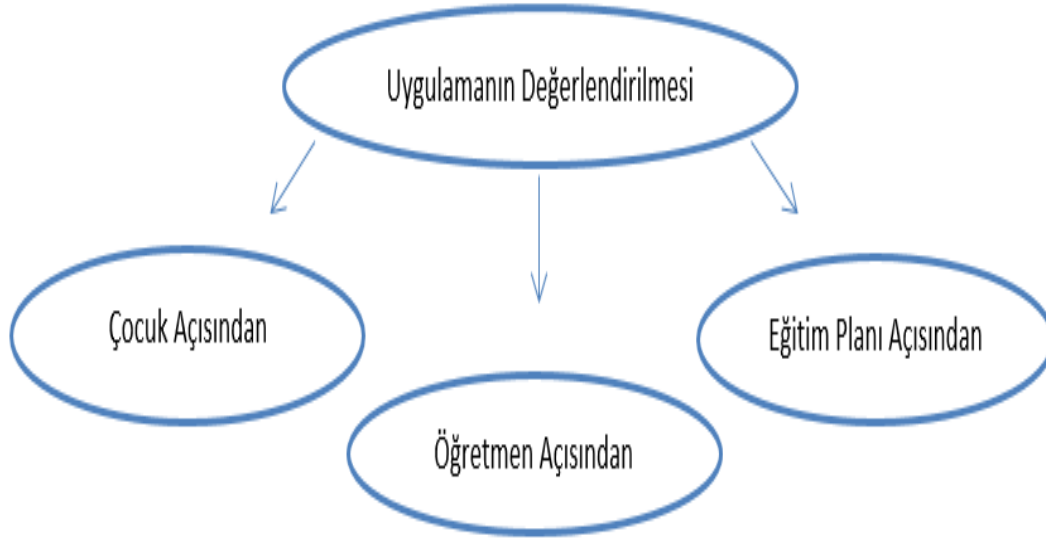 Uygulamanın Değerlendirilmesi
Çocuk Açısından
Öğretmen Açısından
Eğitim Planı Açısından